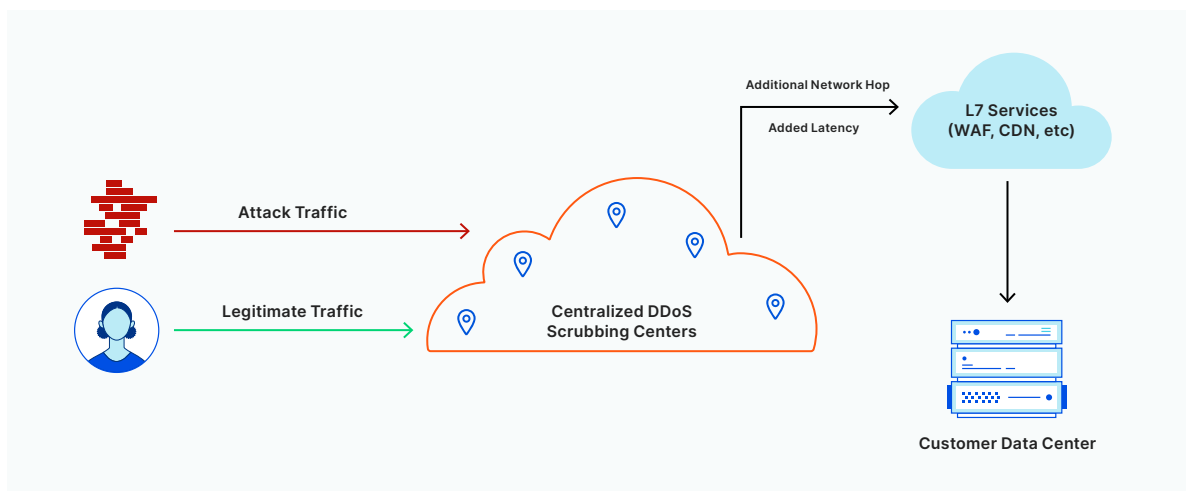 Additional Network Hop
Added Latency
L7 Services
(WAF, CDN, etc)
Attack Traffic
Legitimate Traffic
Centralized DDoS
Scrubbing Centers
Customer Data Center